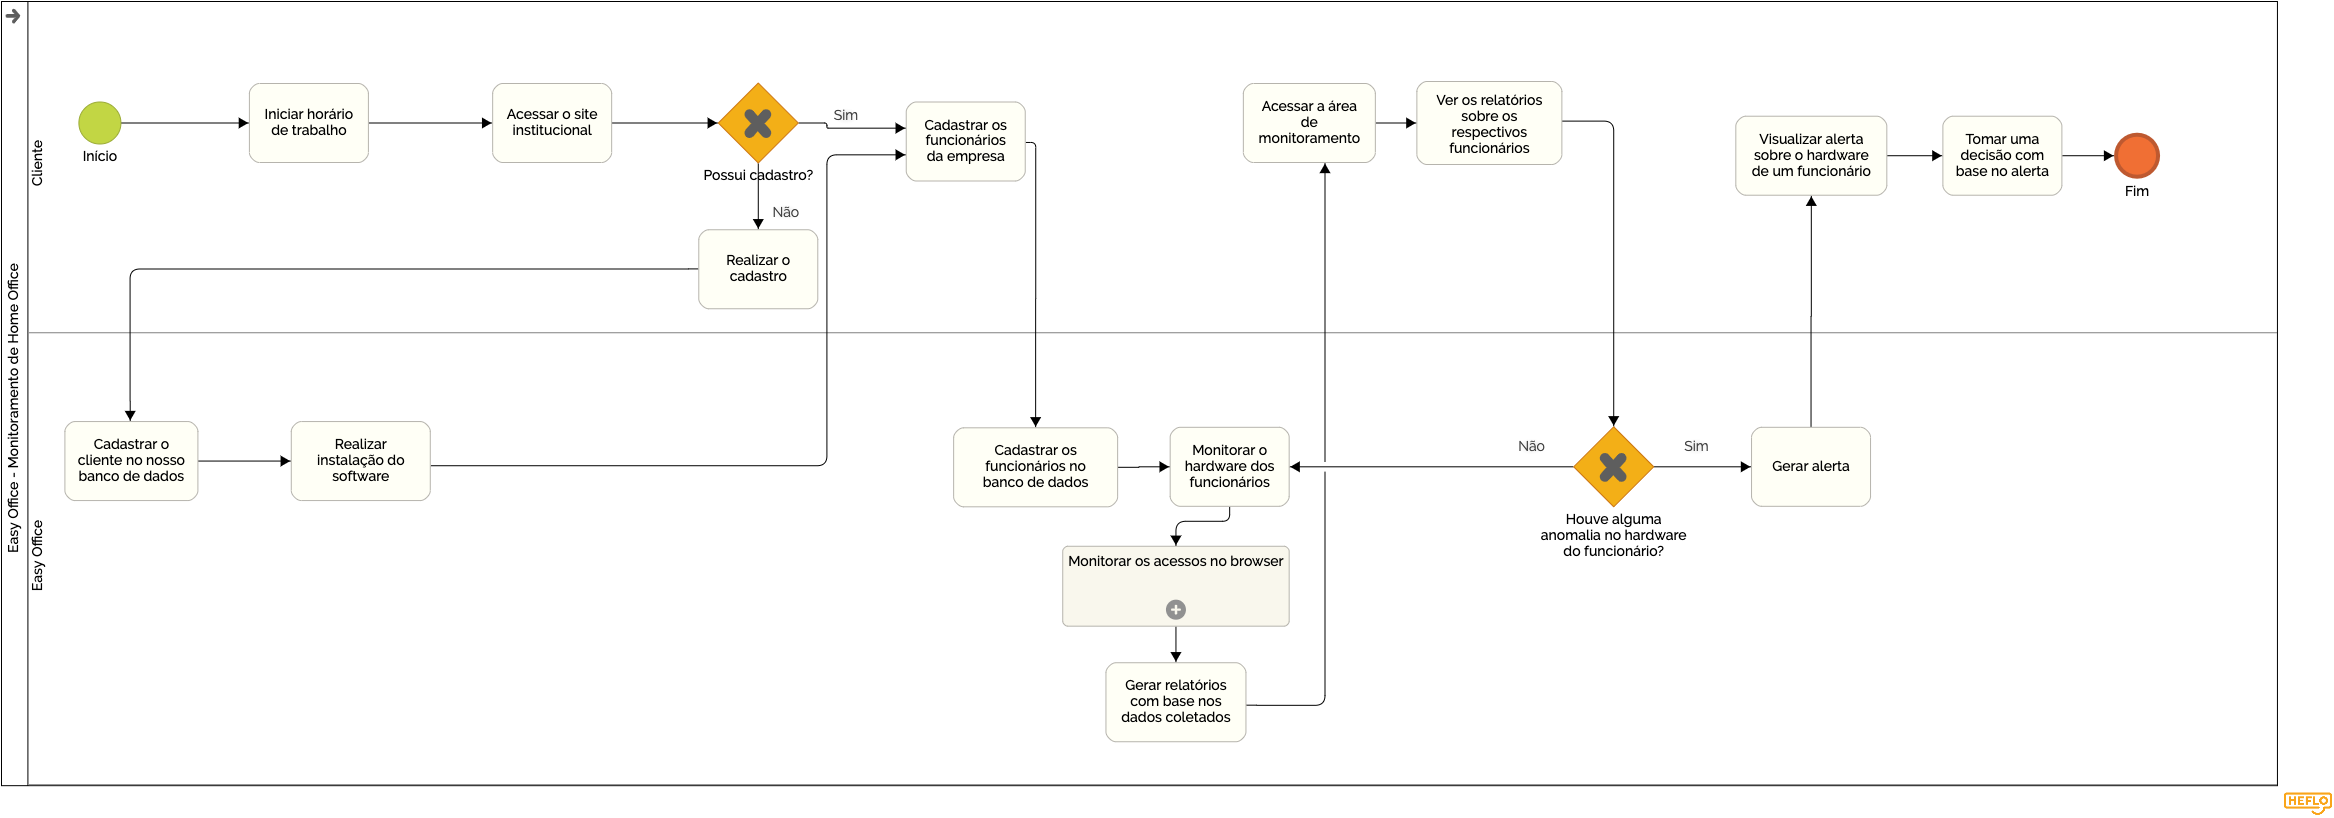 Easy Office - Monitoramento de Home Office
Cliente
Início
Iniciar horário
de trabalho
Acessar o site
institucional
Possui cadastro?
Sim
Não
Realizar o
cadastro
Cadastrar os
funcionários
da empresa
Acessar a área
de
monitoramento
Ver os relatórios
sobre os
respectivos
funcionários
Visualizar alerta
sobre o hardware
de um funcionário
Tomar uma
decisão com
base no alerta
Fim
Easy Office
Cadastrar o
cliente no nosso
banco de dados
Realizar
instalação do
software
Cadastrar os
funcionários no
banco de dados
Monitorar o
hardware dos
funcionários
Monitorar os acessos no browser
Gerar relatórios
com base nos
dados coletados
Não
Sim
Houve alguma
anomalia no hardware
do funcionário?
Gerar alerta
HEFLO